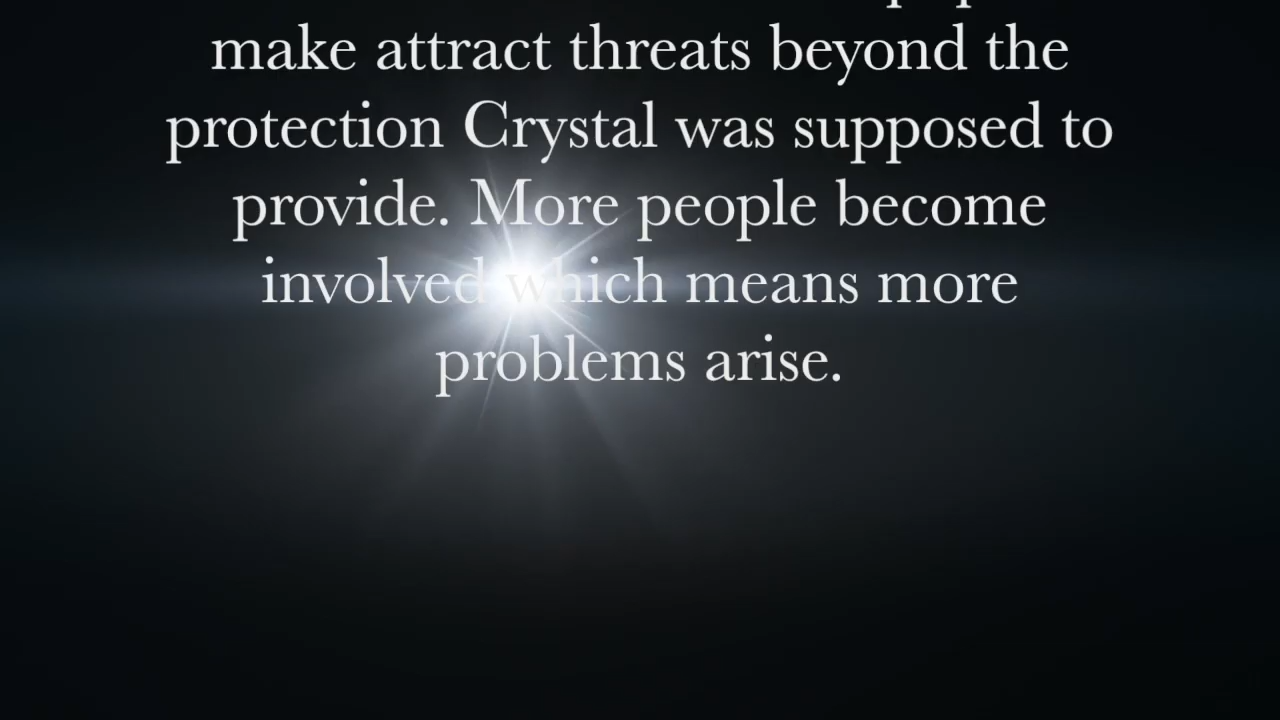 make attract threats beyond the
protection Crystal was supposed to
provide. More people become
involved which means more
problems arise.